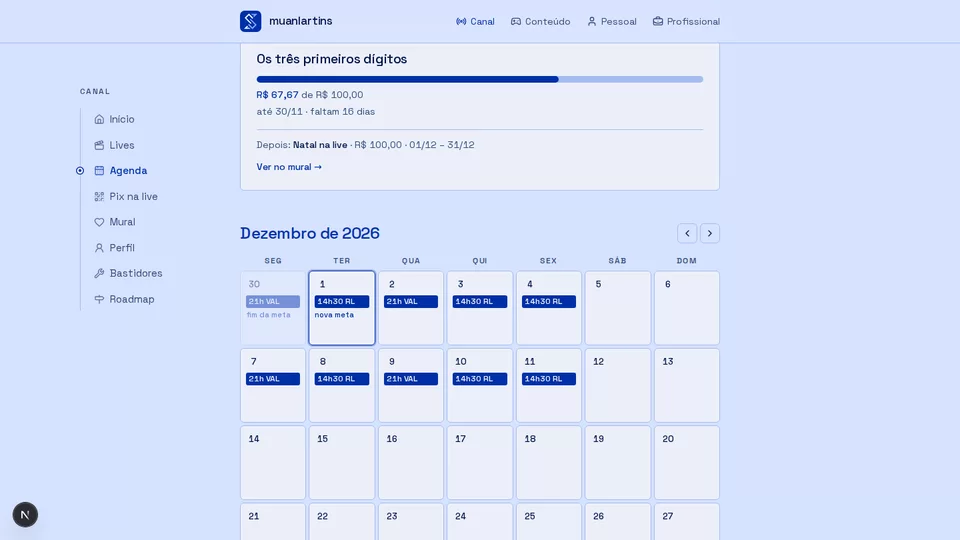 muanlartins
Canal
Conteúdo
Pessoal
Profissional
CANAL
Início
Lives
Agenda
Pix na live
Mural
Perfil
Bastidores
Roadmap
Os três primeiros dígitos
R$ 67,67 de R$ 100,00
até 30/11 · faltam 16 dias
Depois: Natal na live · R$ 100,00 · 01/12 – 31/12
Ver no mural →
Dezembro de 2026
SEG TER QUA QUI SEX SÁB DOM
30 1 2 3 4 5 6
21h VAL 14h30 RL 21h VAL 14h30 RL 14h30 RL
fim da meta nova meta
7 8 9 10 11 12 13
21h VAL 14h30 RL 21h VAL 14h30 RL 14h30 RL
14 15 16 17 18 19 20
21 22 23 24 25 26 27
N